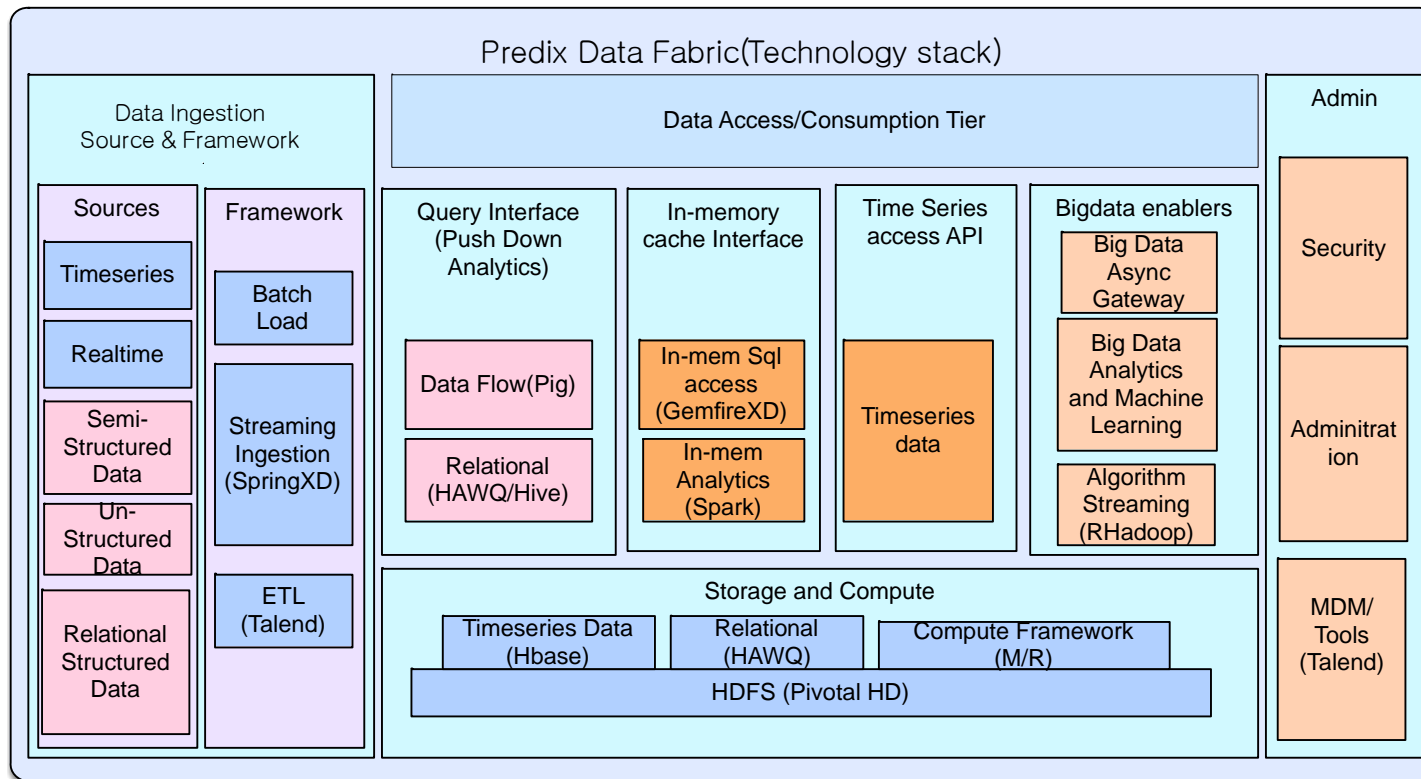 Predix Data Fabric(Technology stack)
Data Ingestion
Source & Framework
.
Sources
Timeseries
Realtime
Semi-
Structured
Data
Un-
Structured
Data
Relational
Structured
Data
Framework
Batch
Load
Streaming
Ingestion
(SpringXD)
ETL
(Talend)
Data Access/Consumption Tier
Query Interface
(Push Down
Analytics)
Data Flow(Pig)
Relational
(HAWQ/Hive)
In-memory
cache Interface
In-mem Sql
access
(GemfireXD)
In-mem
Analytics
(Spark)
Time Series
access API
Timeseries
data
Bigdata enablers
Big Data
Async
Gateway
Big Data
Analytics
and Machine
Learning
Algorithm
Streaming
(RHadoop)
Storage and Compute
Timeseries Data
(Hbase)
Relational
(HAWQ)
Compute Framework
(M/R)
HDFS (Pivotal HD)
Admin
Security
Adminitrat
ion
MDM/
Tools
(Talend)